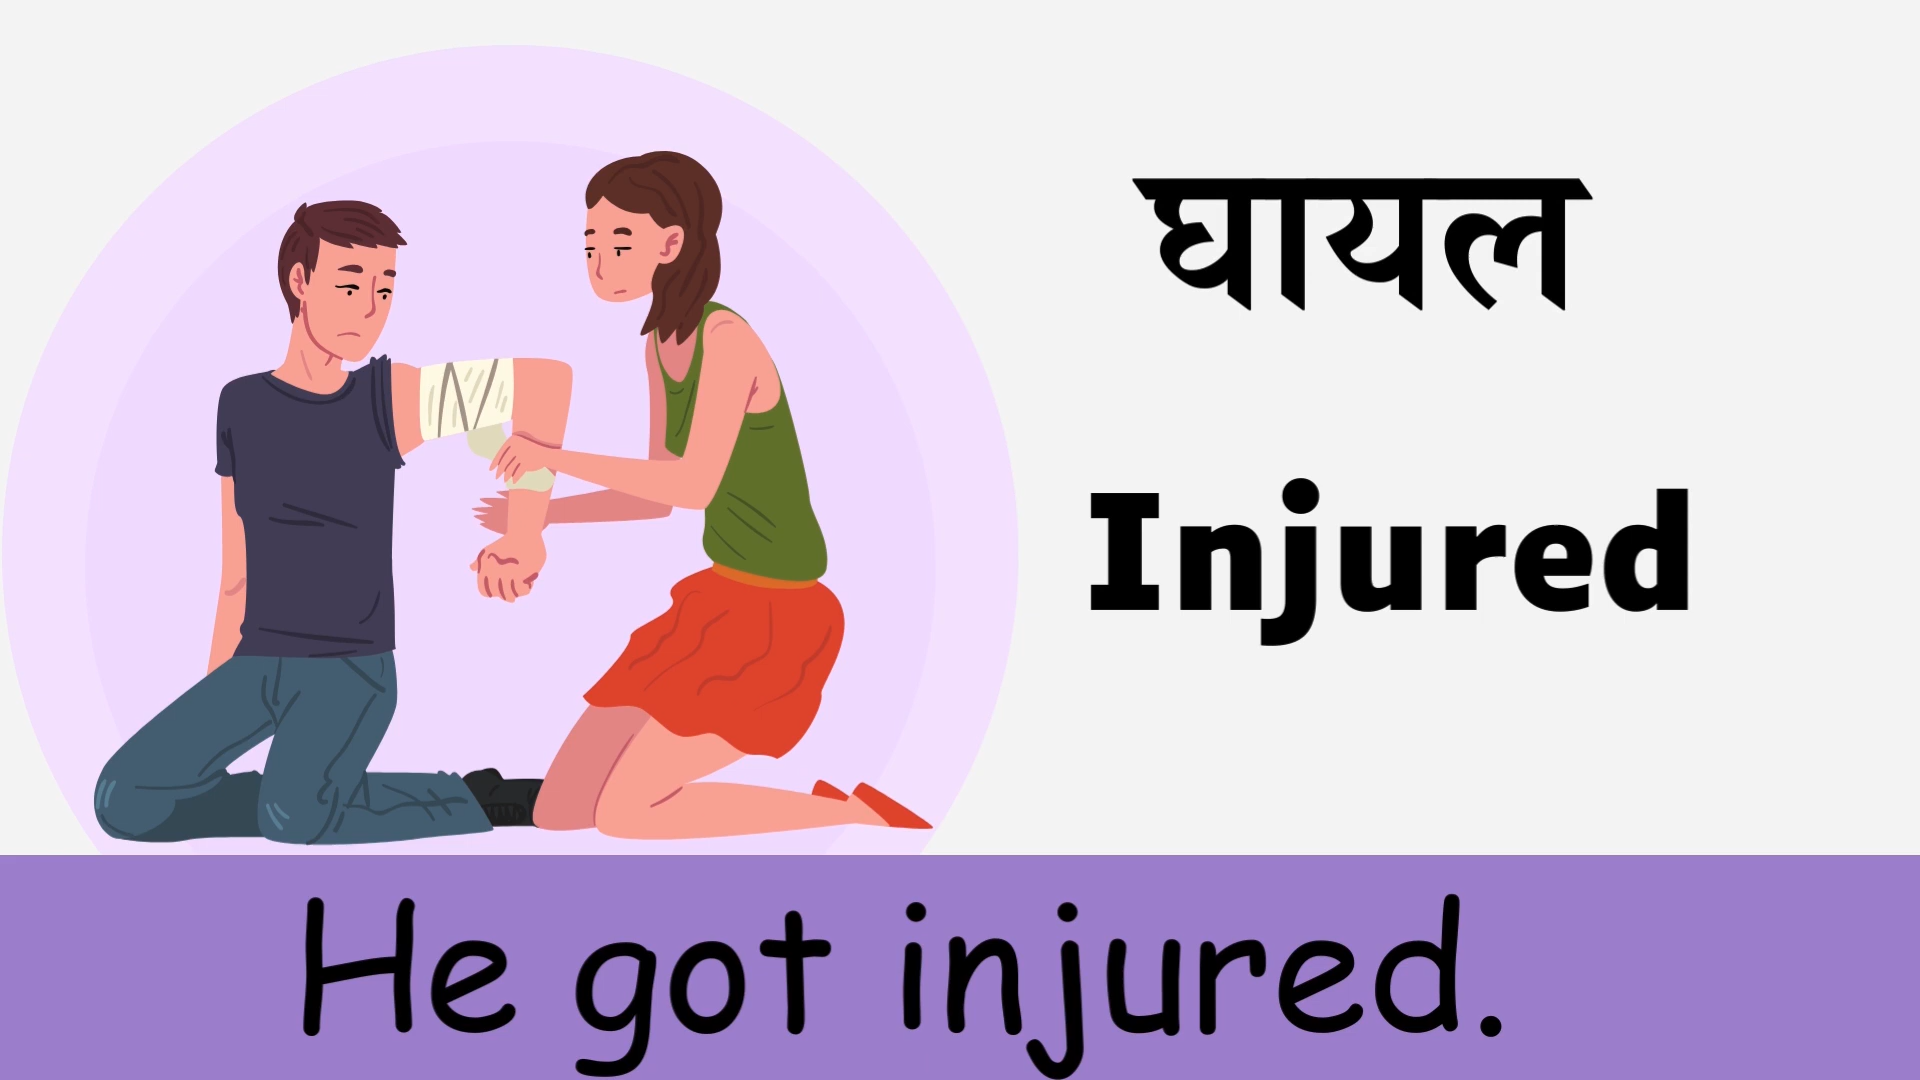 घायल
Injured
He got injured.